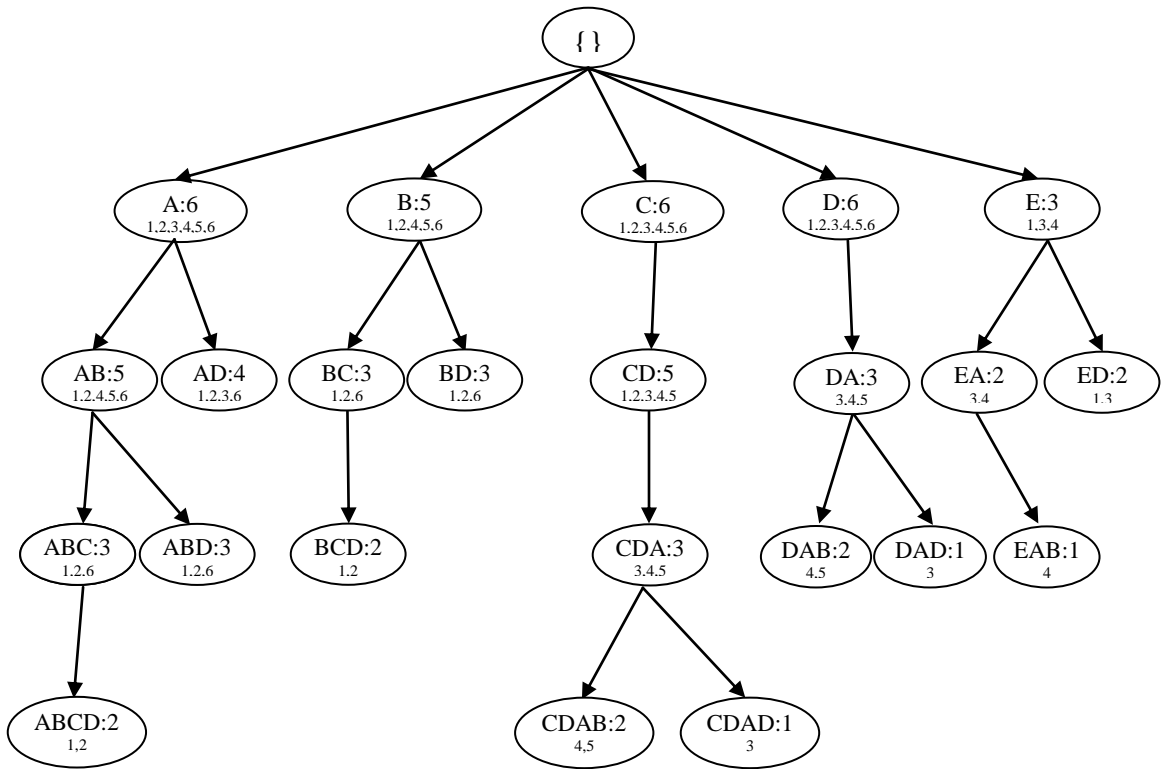 { }
A:6
1,2,3,4,5,6
B:5
1,2,4,5,6
C:6
1,2,3,4,5,6
D:6
1,2,3,4,5,6
E:3
1,3,4
AB:5
1,2,4,5,6
AD:4
1,2,3,6
BC:3
1,2,6
BD:3
1,2,6
CD:5
1,2,3,4,5
DA:3
3,4,5
EA:2
3,4
ED:2
1,3
ABC:3
1,2,6
ABD:3
1,2,6
BCD:2
1,2
CDA:3
3,4,5
DAB:2
4,5
DAD:1
3
EAB:1
4
ABCD:2
1,2
CDAB:2
4,5
CDAD:1
3